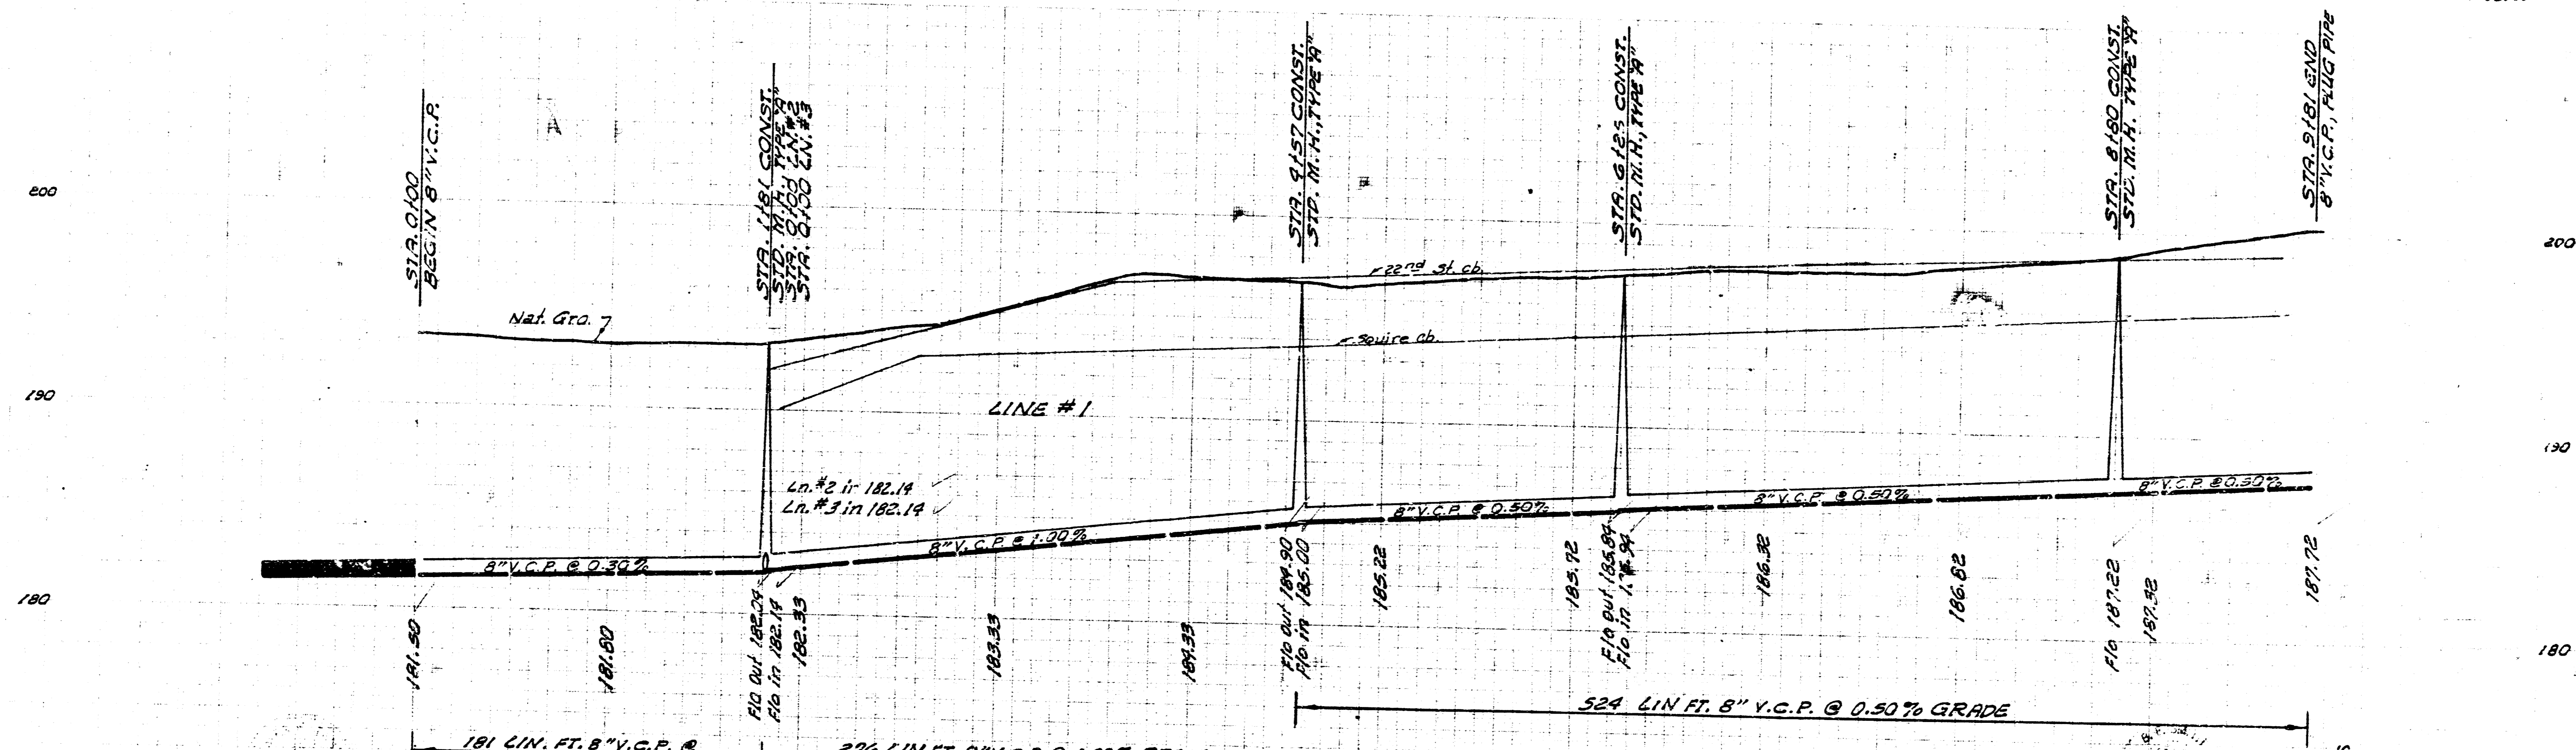 STA. 0+00
BEGIN 8" V.C.P.
STA. 1+81 CONST.
STD. M.H., TYPE "A"
STA. 0+00 LN. #2
STA. 0+00 LN. #3
STA. 4+57 CONST.
STD. M.H., TYPE "A"
STA. 6+25 CONST.
STD. M.H., TYPE "A"
STA. 8+80 CONST.
STD. M.H. TYPE "A"
STA. 9+81 END
8" V.C.P., PLUG PIPE
200
200
Nat. Gro.
22nd St. cb.
Squire cb.
190
190
LINE #1
Ln. #2 in 182.14
Ln. #3 in 182.14
8" V.C.P. @ 0.30%
8" V.C.P. @ 1.00%
8" V.C.P. @ 0.50%
8" V.C.P. @ 0.50%
8" V.C.P. @ 0.50%
180
180
181.50
181.80
Flo Out 182.04
Flo in 182.14
182.33
183.33
184.33
Flo out 184.90
Flo in 185.00
185.22
185.72
Flo out 185.84
Flo in
186.32
186.82
Flo 187.22
187.32
187.72
524 LIN FT. 8" V.C.P. @ 0.50% GRADE
181 LIN. FT. 8" V.C.P. @